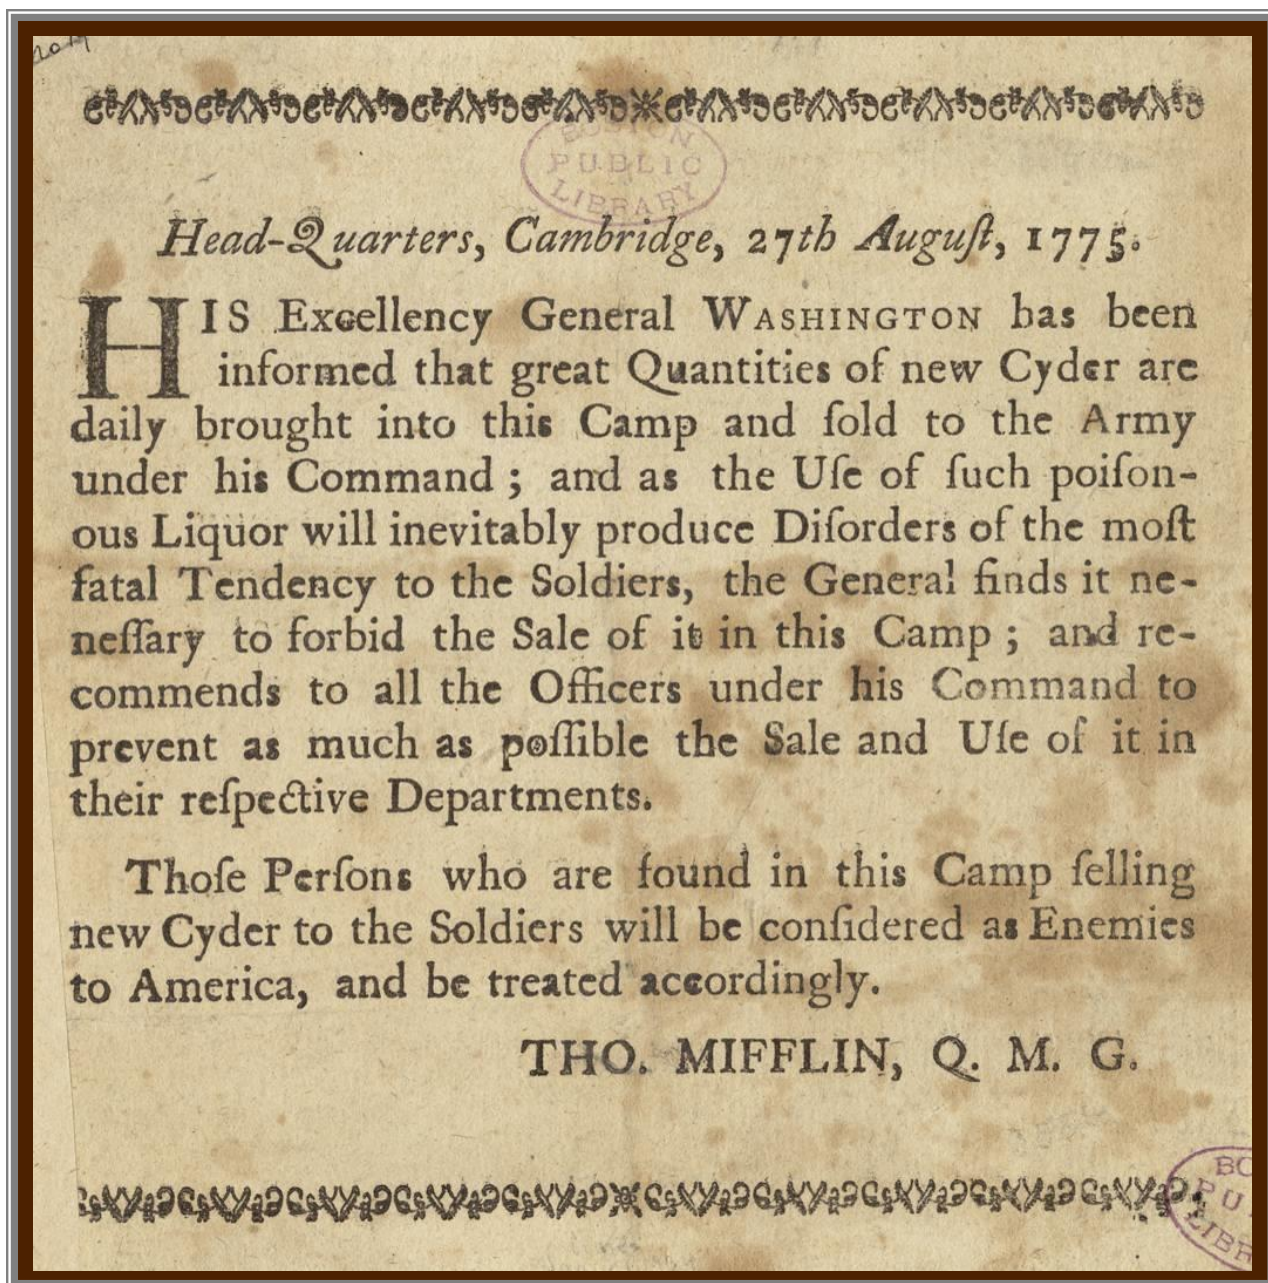 BOSTON
PUBLIC
LIBRARY
Head-Quarters, Cambridge, 27th Auguſt, 1775.
HIS Excellency General WASHINGTON has been
informed that great Quantities of new Cyder are
daily brought into this Camp and ſold to the Army
under his Command ; and as the Uſe of ſuch poiſon-
ous Liquor will inevitably produce Diſorders of the moſt
fatal Tendency to the Soldiers, the General finds it ne-
neſſary to forbid the Sale of it in this Camp ; and re-
commends to all the Officers under his Command to
prevent as much as poſſible the Sale and Uſe of it in
their reſpective Departments.
Thoſe Perſons who are found in this Camp ſelling
new Cyder to the Soldiers will be conſidered as Enemies
to America, and be treated accordingly.
THO. MIFFLIN, Q. M. G.
BO
PU
LIBR